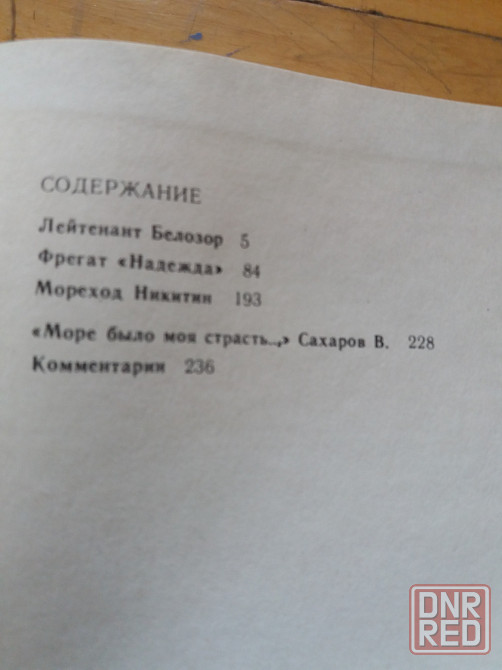 СОДЕРЖАНИЕ
Лейтенант Белозор 5
Фрегат «Надежда» 84
Мореход Никитин 193
«Море было моя страсть..,» Сахаров В. 228
Комментарии 236
DNR
RED